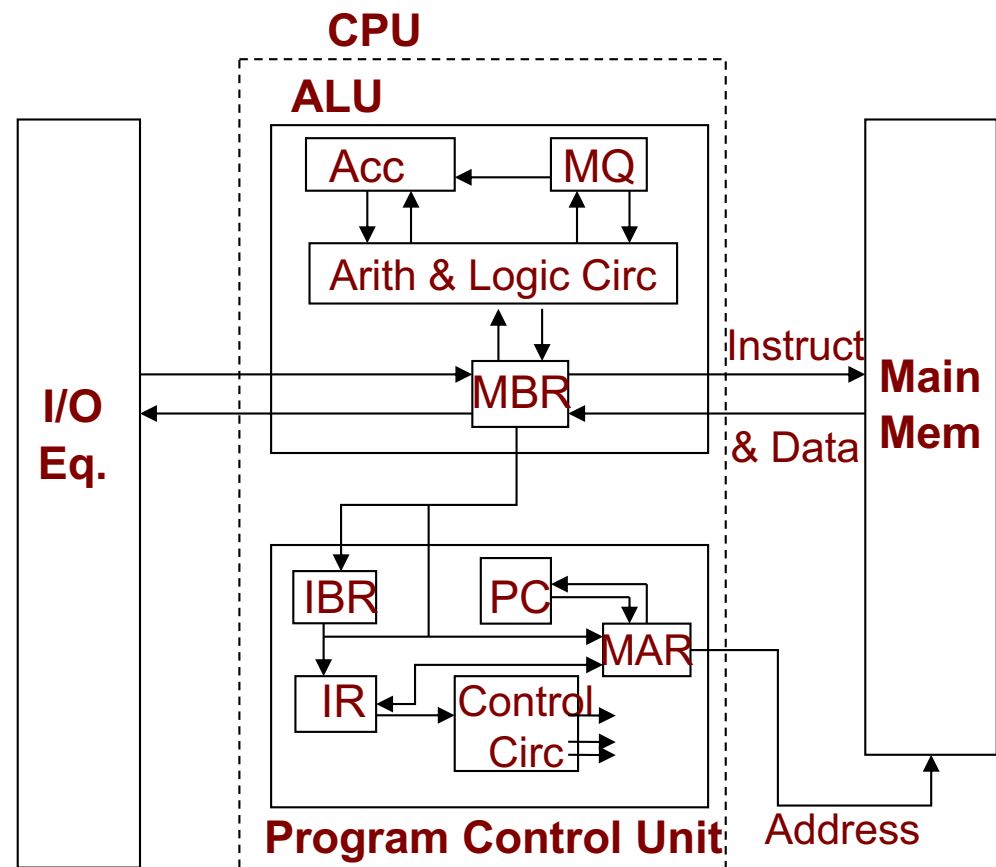 CPU
ALU
Acc
MQ
Arith & Logic Circ
Instruct
MBR
& Data
I/O
Eq.
Main
Mem
IBR
PC
MAR
IR
Control
Circ
Program Control Unit
Address